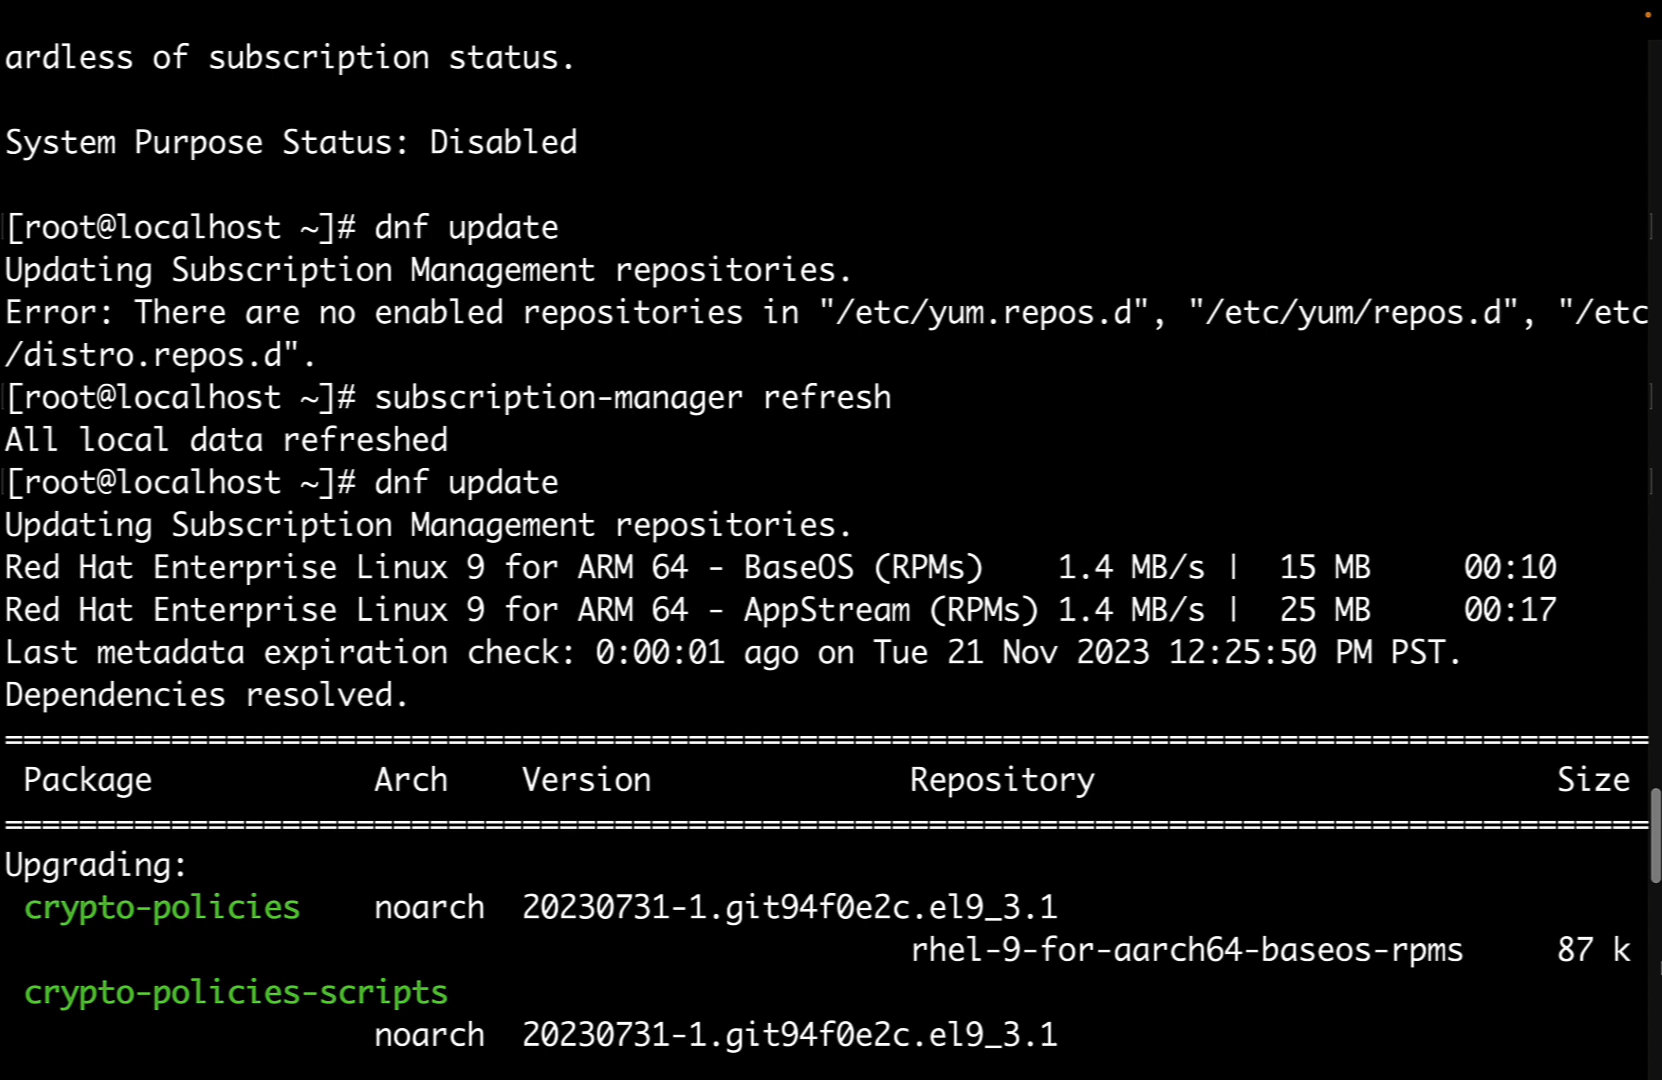 ardless of subscription status.
System Purpose Status: Disabled
[root@localhost ~]# dnf update
Updating Subscription Management repositories.
Error: There are no enabled repositories in "/etc/yum.repos.d", "/etc/yum/repos.d", "/etc
/distro.repos.d".
[root@localhost ~]# subscription-manager refresh
All local data refreshed
[root@localhost ~]# dnf update
Updating Subscription Management repositories.
Red Hat Enterprise Linux 9 for ARM 64 - BaseOS (RPMs)    1.4 MB/s |  15 MB     00:10
Red Hat Enterprise Linux 9 for ARM 64 - AppStream (RPMs) 1.4 MB/s |  25 MB     00:17
Last metadata expiration check: 0:00:01 ago on Tue 21 Nov 2023 12:25:50 PM PST.
Dependencies resolved.
=========================================================================================
 Package            Arch    Version              Repository                         Size
=========================================================================================
Upgrading:
 crypto-policies    noarch  20230731-1.git94f0e2c.el9_3.1
                                                 rhel-9-for-aarch64-baseos-rpms     87 k
 crypto-policies-scripts
                    noarch  20230731-1.git94f0e2c.el9_3.1